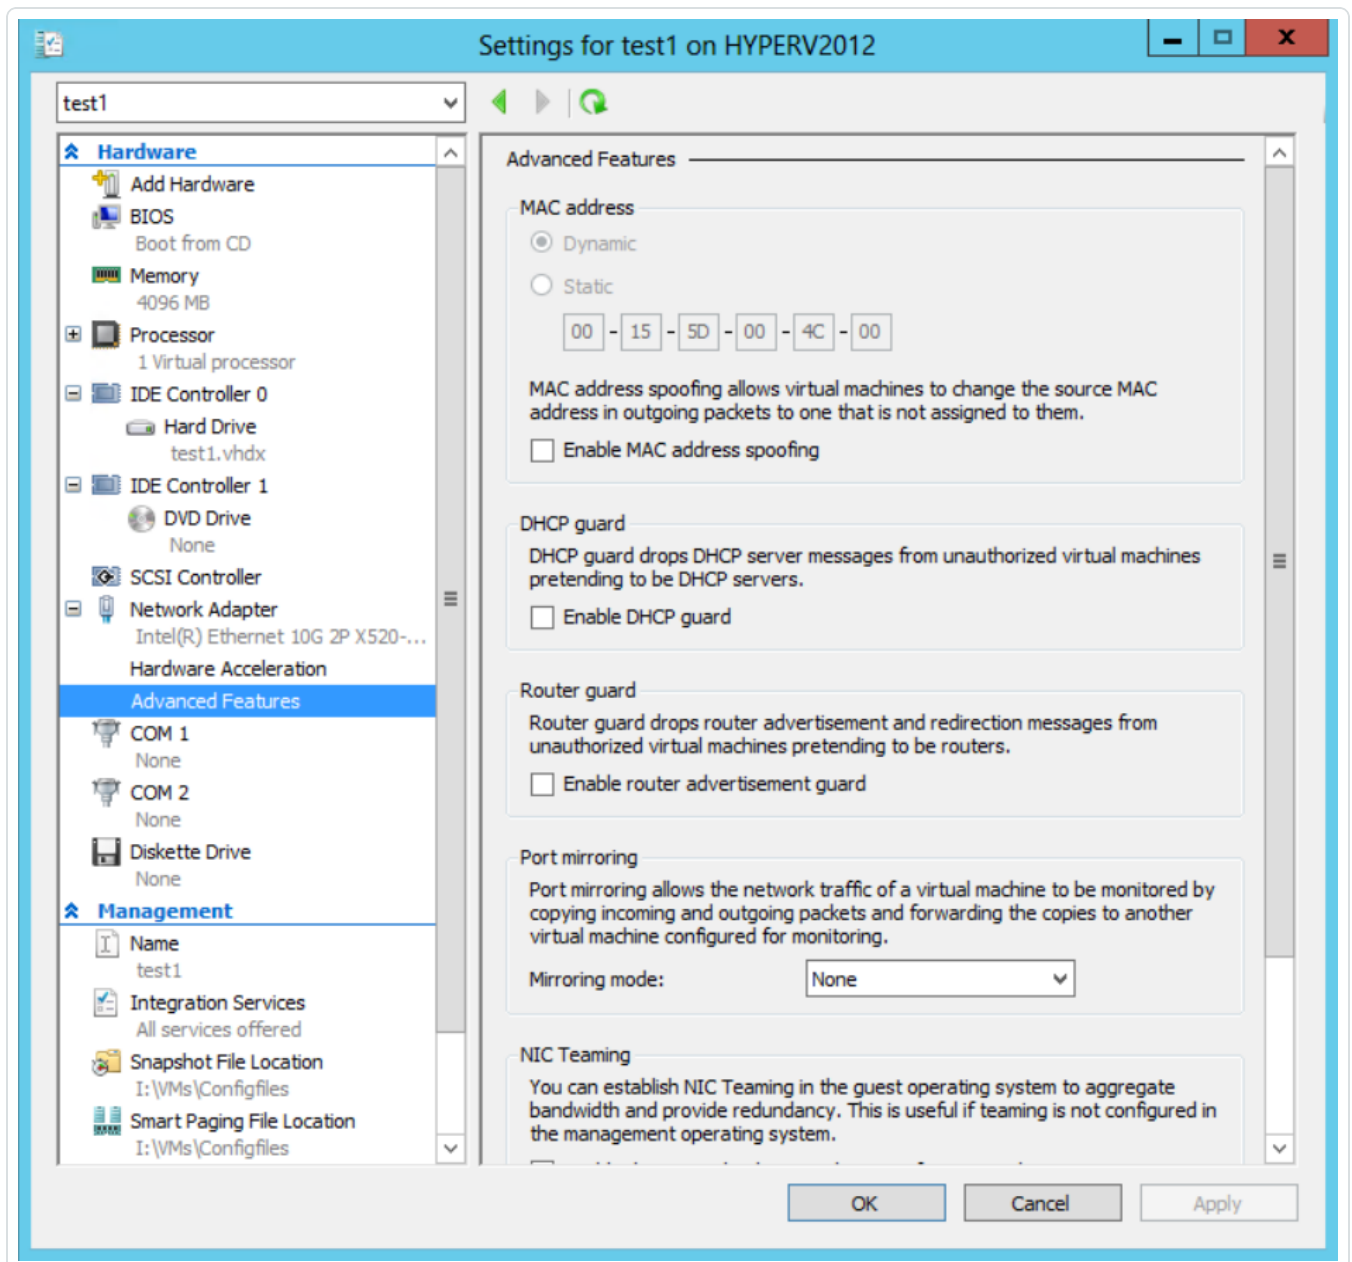 Settings for test1 on HYPERV2012
test1
Hardware
Add Hardware
BIOS
Boot from CD
Memory
4096 MB
Processor
1 Virtual processor
IDE Controller 0
Hard Drive
test1.vhdx
IDE Controller 1
DVD Drive
None
SCSI Controller
Network Adapter
Intel(R) Ethernet 10G 2P X520-...
Hardware Acceleration
Advanced Features
COM 1
None
COM 2
None
Diskette Drive
None
Management
Name
test1
Integration Services
All services offered
Snapshot File Location
I:\VMs\Configfiles
Smart Paging File Location
I:\VMs\Configfiles
Advanced Features
MAC address
Dynamic
Static
00 - 15 - 5D - 00 - 4C - 00
MAC address spoofing allows virtual machines to change the source MAC
address in outgoing packets to one that is not assigned to them.
Enable MAC address spoofing
DHCP guard
DHCP guard drops DHCP server messages from unauthorized virtual machines
pretending to be DHCP servers.
Enable DHCP guard
Router guard
Router guard drops router advertisement and redirection messages from
unauthorized virtual machines pretending to be routers.
Enable router advertisement guard
Port mirroring
Port mirroring allows the network traffic of a virtual machine to be monitored by
copying incoming and outgoing packets and forwarding the copies to another
virtual machine configured for monitoring.
Mirroring mode: None
NIC Teaming
You can establish NIC Teaming in the guest operating system to aggregate
bandwidth and provide redundancy. This is useful if teaming is not configured in
the management operating system.
OK Cancel Apply